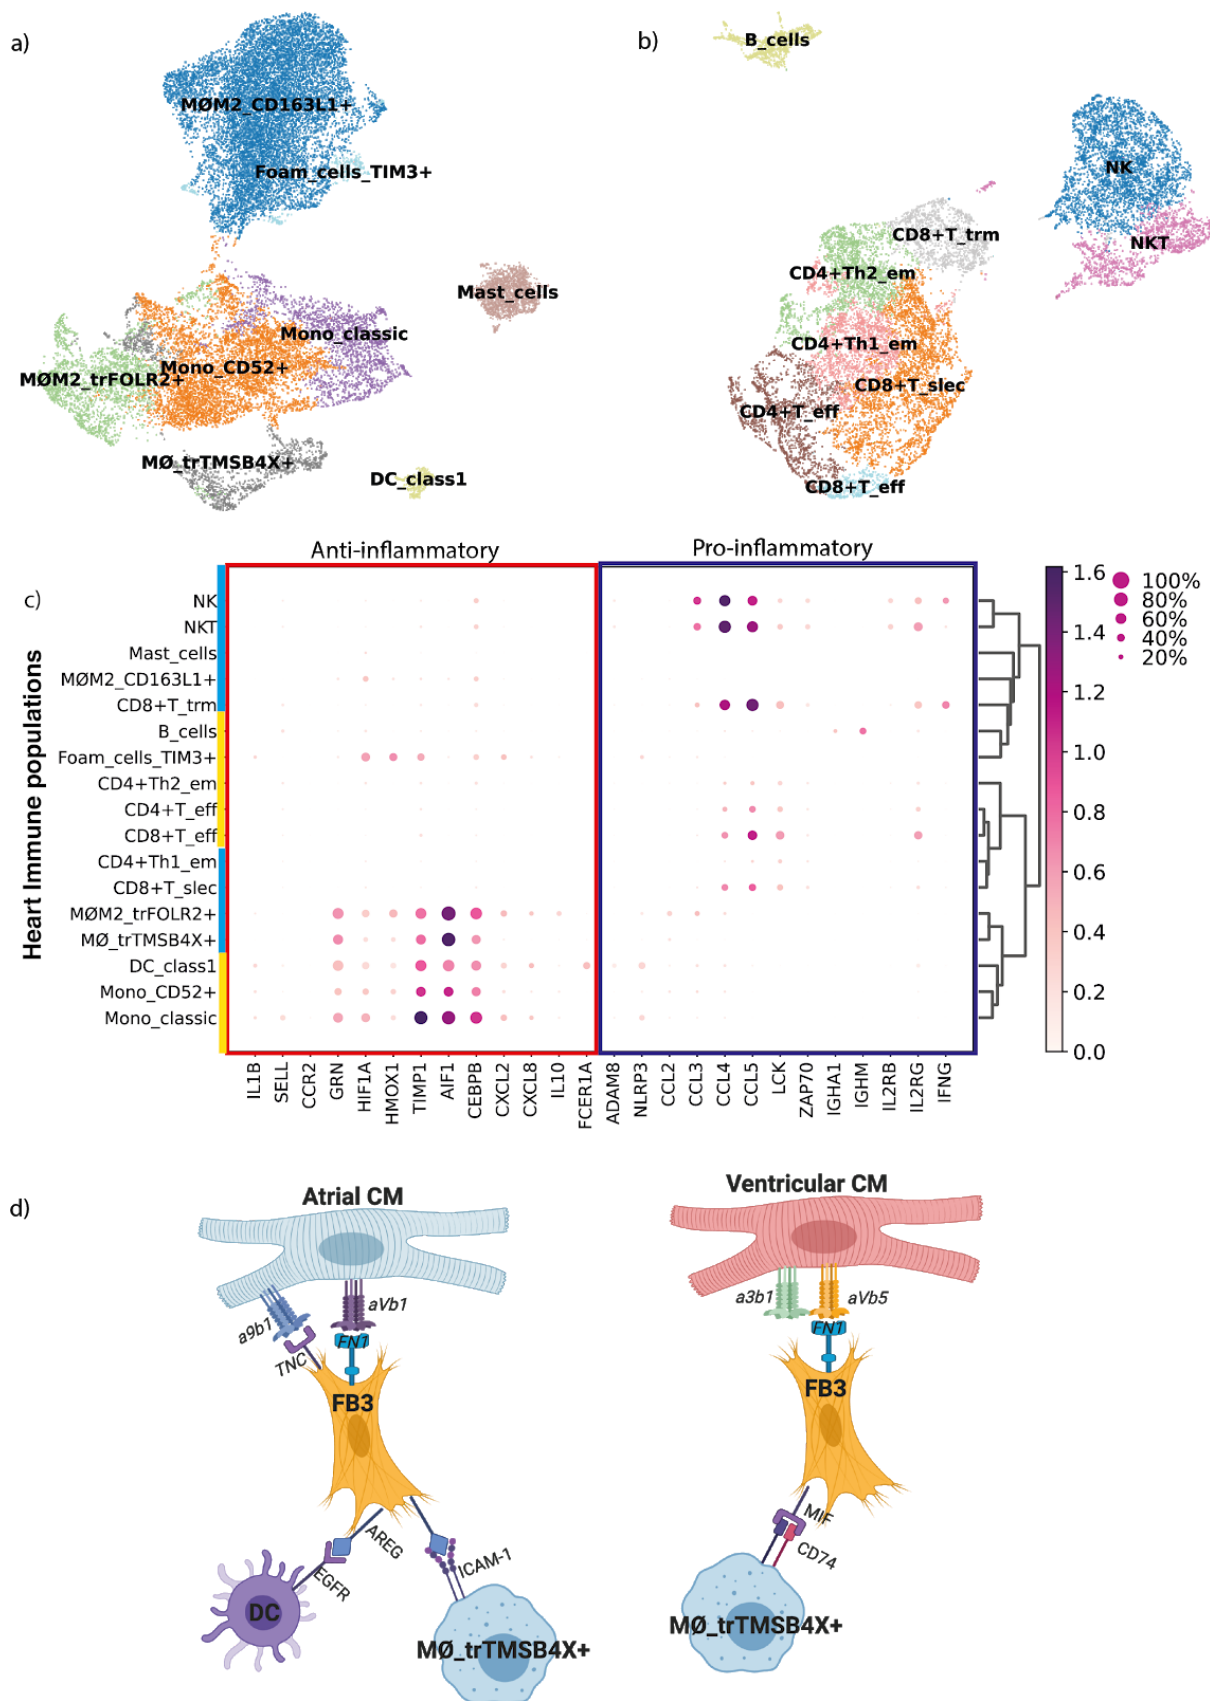 a)
MØM2_CD163L1+
Foam_cells_TIM3+
Mast_cells
Mono_classic
Mono_CD52+
MØM2_trFOLR2+
MØ_trTMSB4X+
DC_class1
b)
B_cells
NK
NKT
CD8+T_trm
CD4+Th2_em
CD4+Th1_em
CD8+T_slec
CD4+T_eff
CD8+T_eff
c)
Anti-inflammatory
Pro-inflammatory
Heart Immune populations
NK
NKT
Mast_cells
MØM2_CD163L1+
CD8+T_trm
B_cells
Foam_cells_TIM3+
CD4+Th2_em
CD4+T_eff
CD8+T_eff
CD4+Th1_em
CD8+T_slec
MØM2_trFOLR2+
MØ_trTMSB4X+
DC_class1
Mono_CD52+
Mono_classic
IL1B
SELL
CCR2
GRN
HIF1A
HMOX1
TIMP1
AIF1
CEBPB
CXCL2
CXCL8
IL10
FCER1A
ADAM8
NLRP3
CCL2
CCL3
CCL4
CCL5
LCK
ZAP70
IGHA1
IGHM
IL2RB
IL2RG
IFNG
1.6
1.4
1.2
1.0
0.8
0.6
0.4
0.2
0.0
100%
80%
60%
40%
20%
d)
Atrial CM
a9b1
aVb1
TNC
FN1
FB3
AREG
EGFR
ICAM-1
DC
MØ_trTMSB4X+
Ventricular CM
a3b1
aVb5
FN1
FB3
MIF
CD74
MØ_trTMSB4X+